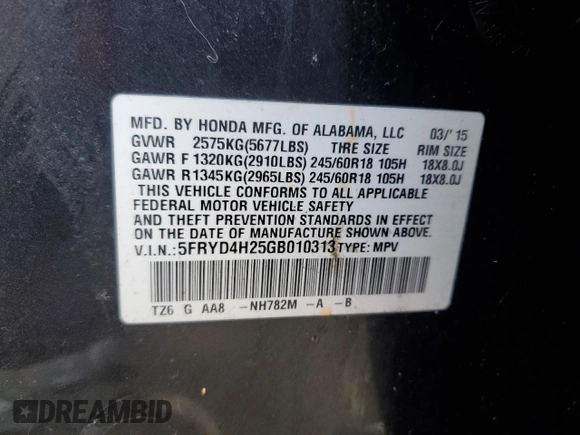 MFD. BY HONDA MFG. OF ALABAMA, LLC 03/'15
GVWR 2575KG(5677LBS) TIRE SIZE RIM SIZE
GAWR F 1320KG(2910LBS) 245/60R18 105H 18X8.0J
GAWR R 1345KG(2965LBS) 245/60R18 105H 18X8.0J
THIS VEHICLE CONFORMS TO ALL APPLICABLE
FEDERAL MOTOR VEHICLE SAFETY
AND THEFT PREVENTION STANDARDS IN EFFECT
ON THE DATE OF MANUFACTURE SHOWN ABOVE.
V.I.N.:5FRYD4H25GB010313 TYPE: MPV
TZ6 G AA8 -NH782M -A -B
DREAMBID